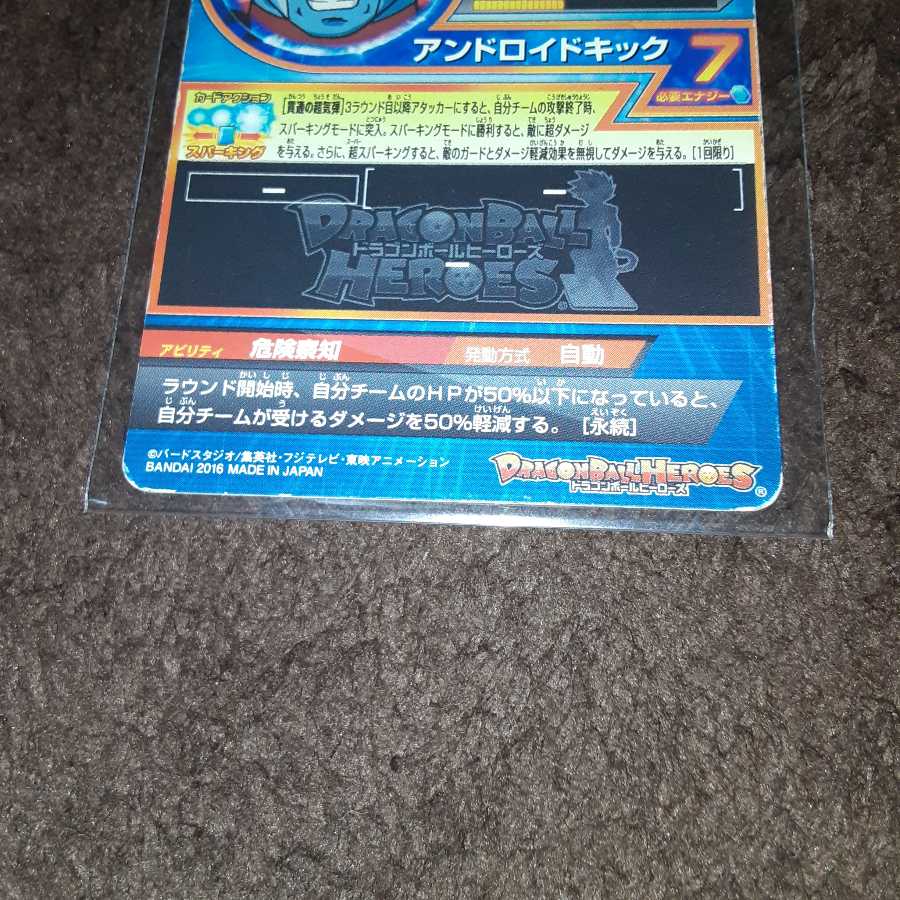 アンドロイドキック
7
必要エナジー
カードアクション
スパーキング
[貫通の超気弾]3ラウンド目以降アタッカーにすると、自分チームの攻撃終了時、
スパーキングモードに突入。スパーキングモードに勝利すると、敵に超ダメージ
を与える。さらに、超スパーキングすると、敵のガードとダメージ軽減効果を無視してダメージを与える。[1回限り]
DRAGON BALL
ドラゴンボールヒーローズ
HEROES
アビリティ 危険察知 発動方式 自動
ラウンド開始時、自分チームのHPが50%以下になっていると、
自分チームが受けるダメージを50%軽減する。 [永続]
©バードスタジオ/集英社・フジテレビ・東映アニメーション
BANDAI 2016 MADE IN JAPAN
DRAGON BALL HEROES
ドラゴンボールヒーローズ